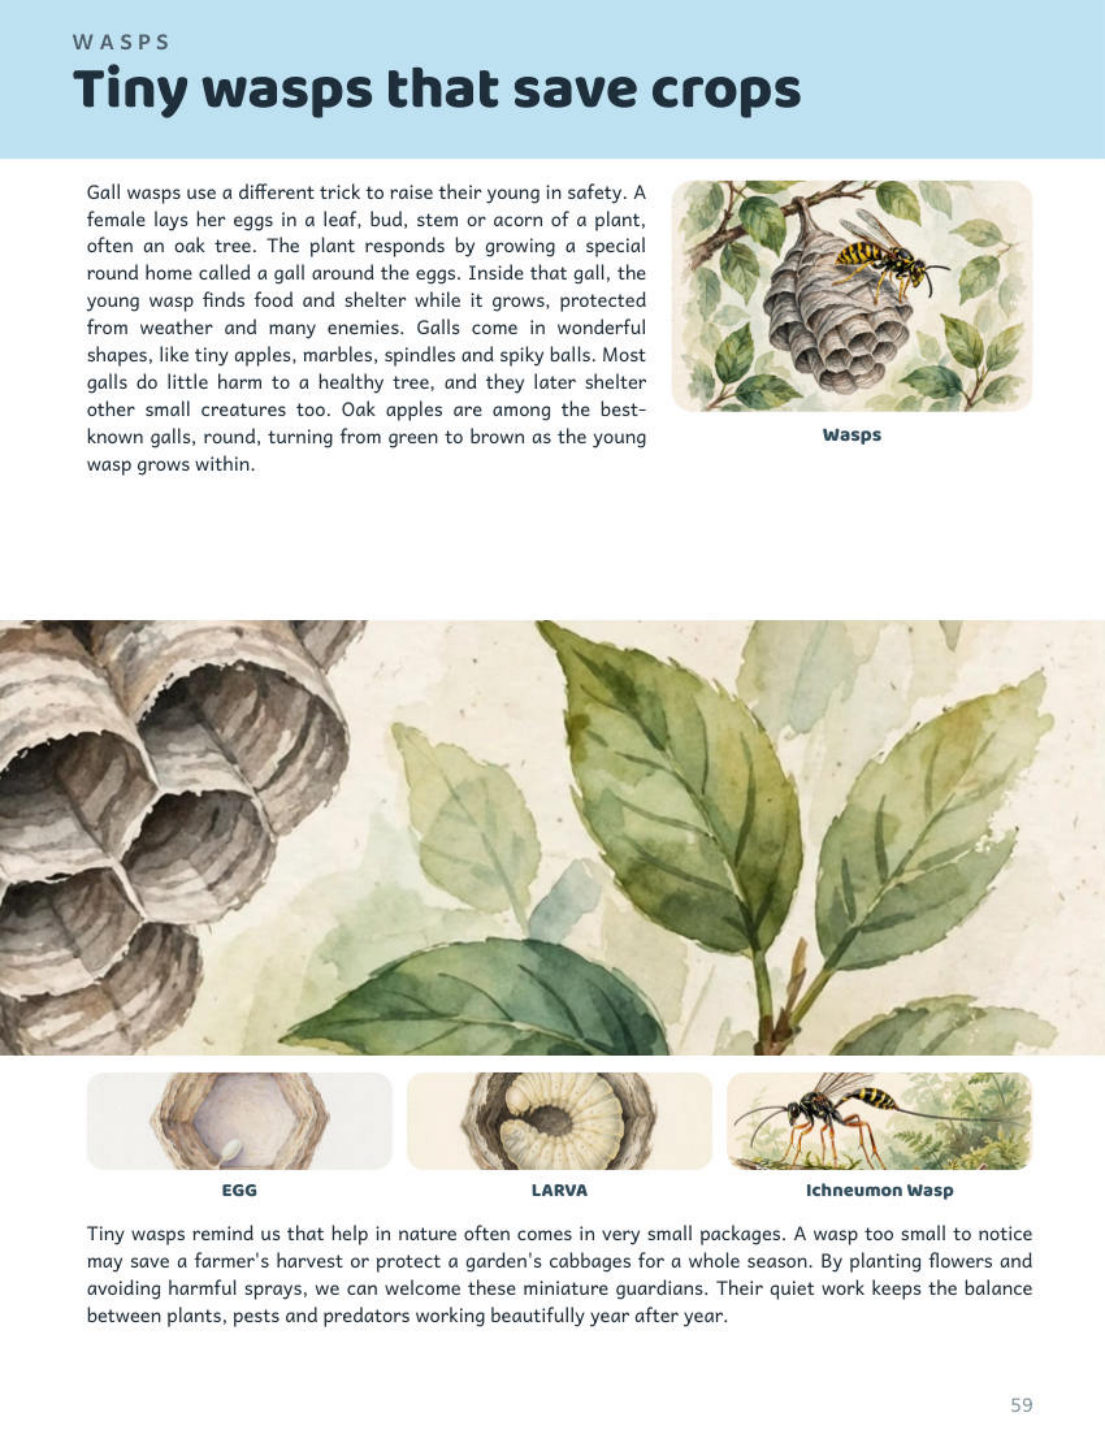 WASPS
Tiny wasps that save crops
Gall wasps use a different trick to raise their young in safety. A
female lays her eggs in a leaf, bud, stem or acorn of a plant,
often an oak tree. The plant responds by growing a special
round home called a gall around the eggs. Inside that gall, the
young wasp finds food and shelter while it grows, protected
from weather and many enemies. Galls come in wonderful
shapes, like tiny apples, marbles, spindles and spiky balls. Most
galls do little harm to a healthy tree, and they later shelter
other small creatures too. Oak apples are among the best-
known galls, round, turning from green to brown as the young
wasp grows within.
Wasps
EGG
LARVA
Ichneumon Wasp
Tiny wasps remind us that help in nature often comes in very small packages. A wasp too small to notice
may save a farmer's harvest or protect a garden's cabbages for a whole season. By planting flowers and
avoiding harmful sprays, we can welcome these miniature guardians. Their quiet work keeps the balance
between plants, pests and predators working beautifully year after year.
59